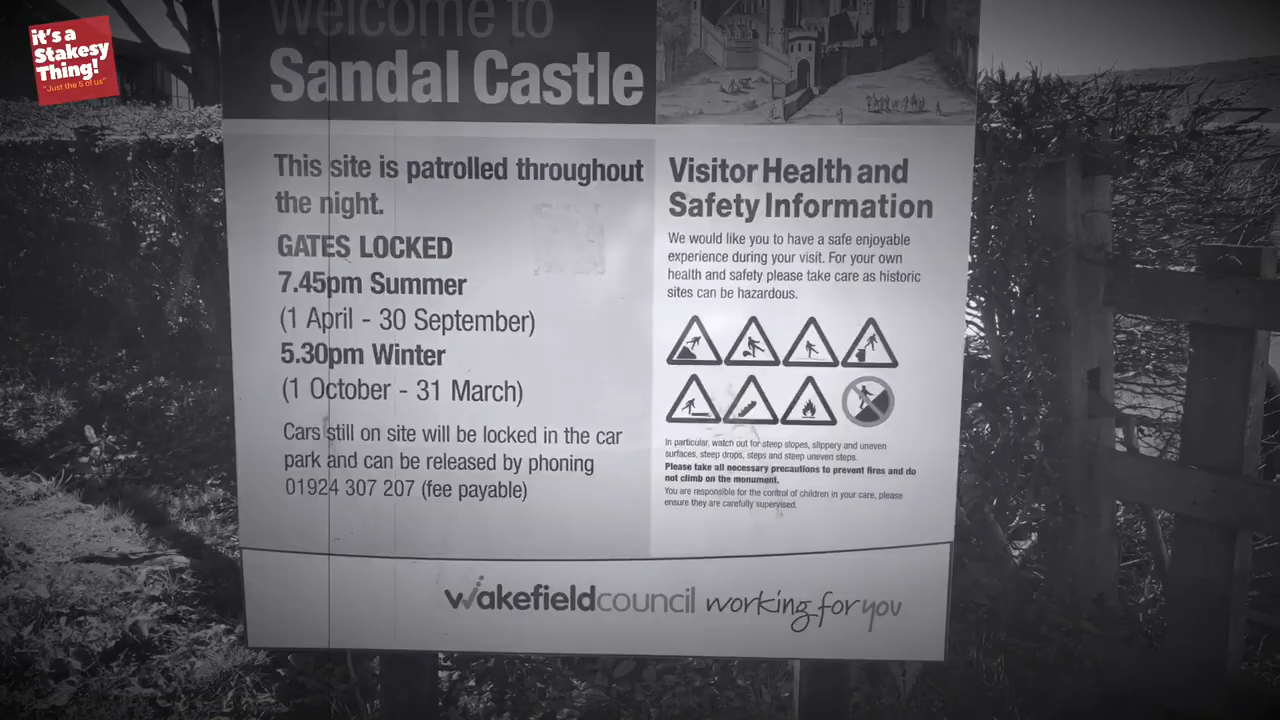 it's a
Stakesy
Thing!
"Just the 5 of us"
Welcome to
Sandal Castle
This site is patrolled throughout
the night.
GATES LOCKED
7.45pm Summer
(1 April - 30 September)
5.30pm Winter
(1 October - 31 March)
Cars still on site will be locked in the car
park and can be released by phoning
01924 307 207 (fee payable)
Visitor Health and
Safety Information
We would like you to have a safe enjoyable
experience during your visit. For your own
health and safety please take care as historic
sites can be hazardous.
In particular, watch out for steep slopes, slippery and uneven
surfaces, steep drops, steps and steep uneven steps.
Please take all necessary precautions to prevent fires and do
not climb on the monument.
You are responsible for the control of children in your care, please
ensure they are carefully supervised.
wakefieldcouncil working for you